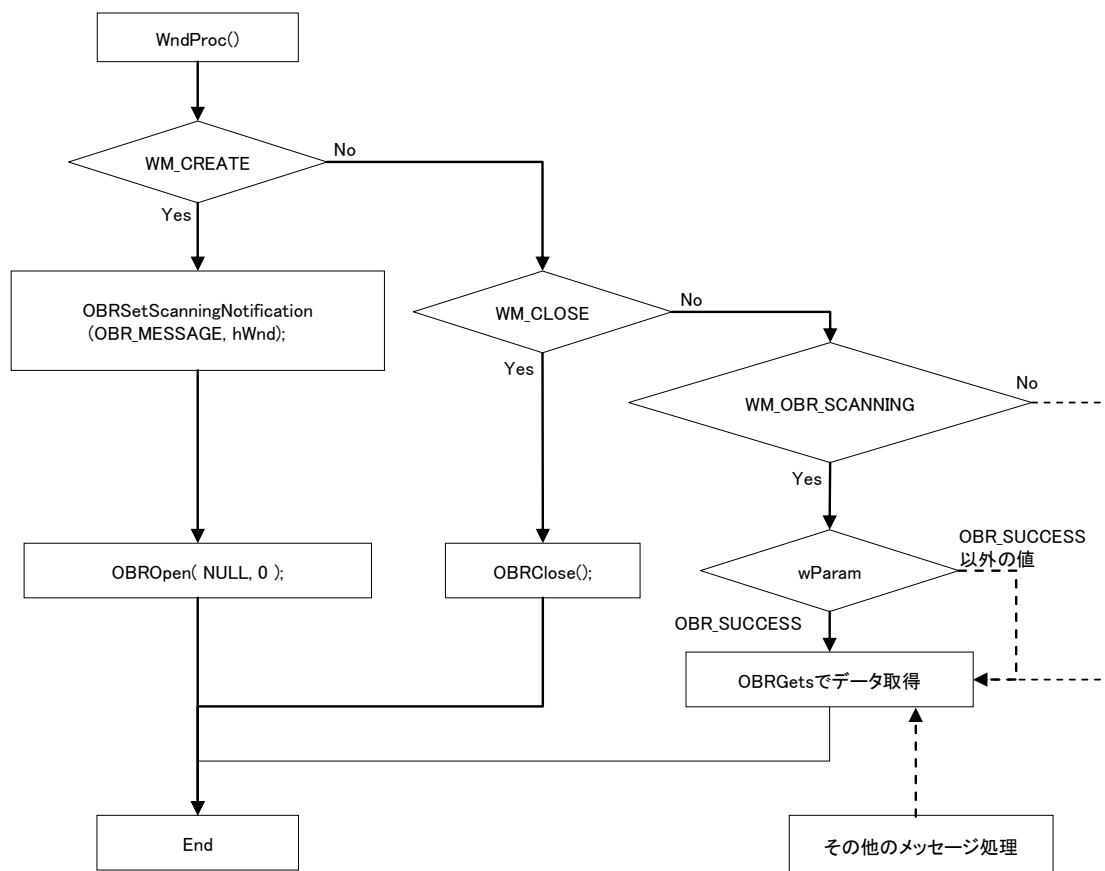 WndProc()
WM_CREATE
No
Yes
OBRSetScanningNotification
(OBR_MESSAGE, hWnd);
WM_CLOSE
No
Yes
WM_OBR_SCANNING
No
Yes
OBROpen( NULL, 0 );
OBRClose();
wParam
OBR_SUCCESS
以外の値
OBR_SUCCESS
OBRGetsでデータ取得
End
その他のメッセージ処理